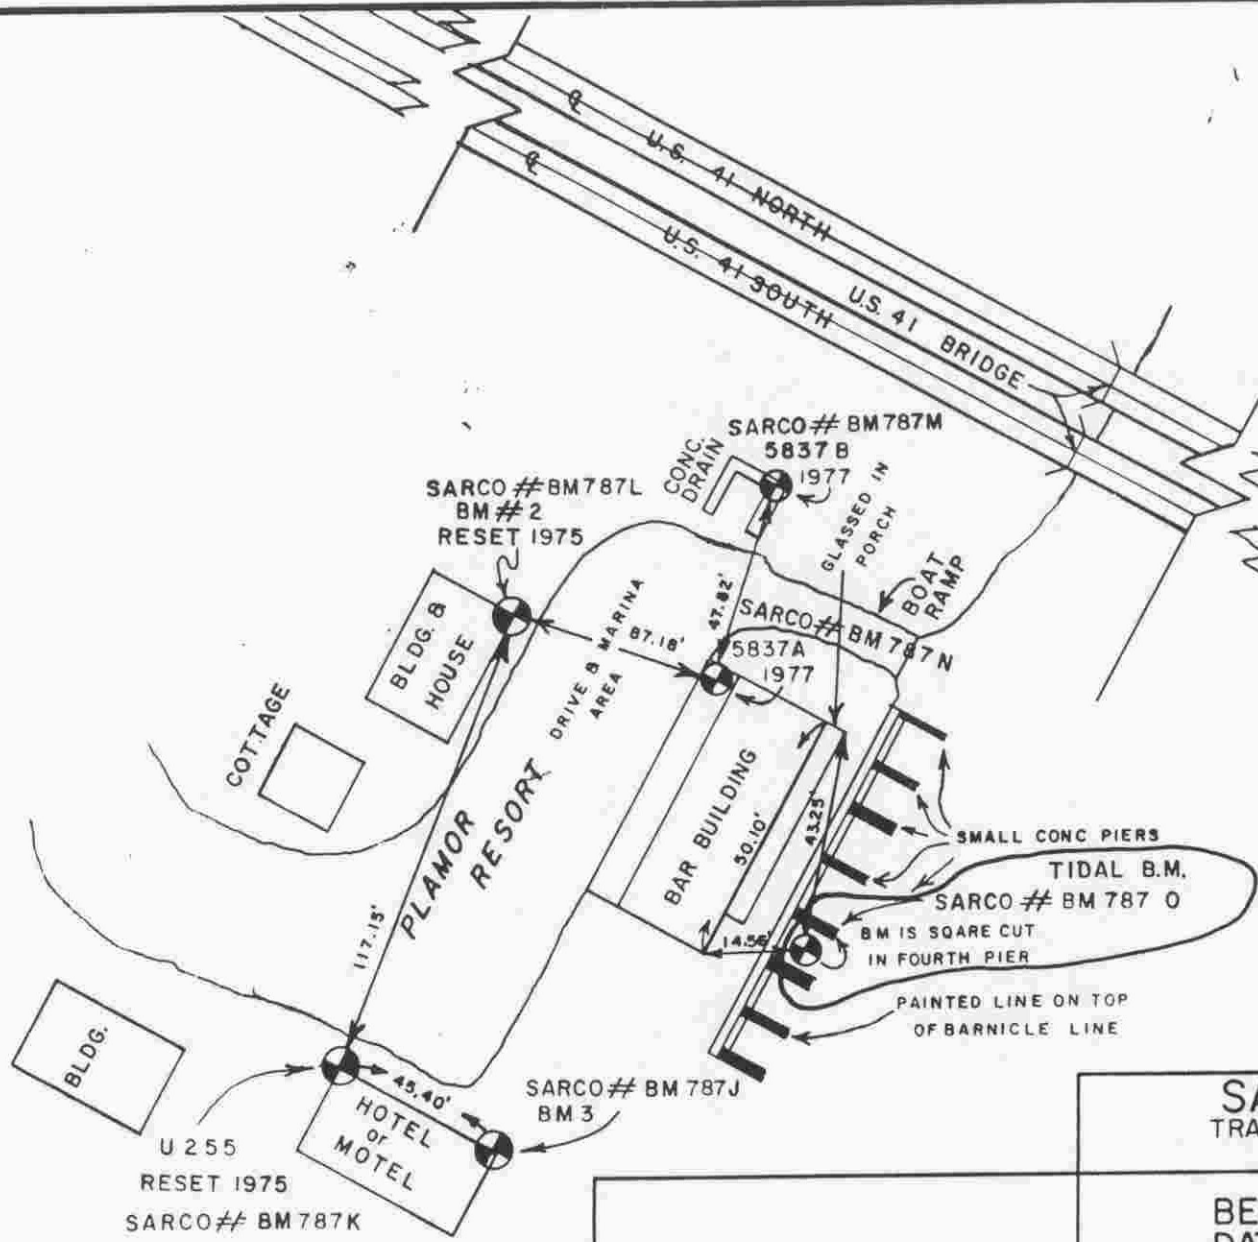 ℄
U.S. 41 NORTH
℄
U.S. 41 SOUTH
U.S. 41 BRIDGE
SARCO # BM787M
5837 B
1977
CONC.
DRAIN
GLASSED IN
PORCH
SARCO # BM787L
BM # 2
RESET 1975
BOAT
RAMP
47.82'
SARCO # BM 787N
5837A
1977
87.18'
BLDG. &
HOUSE
DRIVE & MARINA
AREA
COTTAGE
PLAMOR
RESORT
BAR BUILDING
50.10'
43.25'
SMALL CONC PIERS
TIDAL B.M.
SARCO # BM 787 O
BM IS SQARE CUT
IN FOURTH PIER
14.56'
PAINTED LINE ON TOP
OF BARNICLE LINE
117.15'
BLDG.
45.40'
HOTEL
or
MOTEL
SARCO # BM 787J
BM 3
U 255
RESET 1975
SARCO # BM 787K
SA
TRA
BE